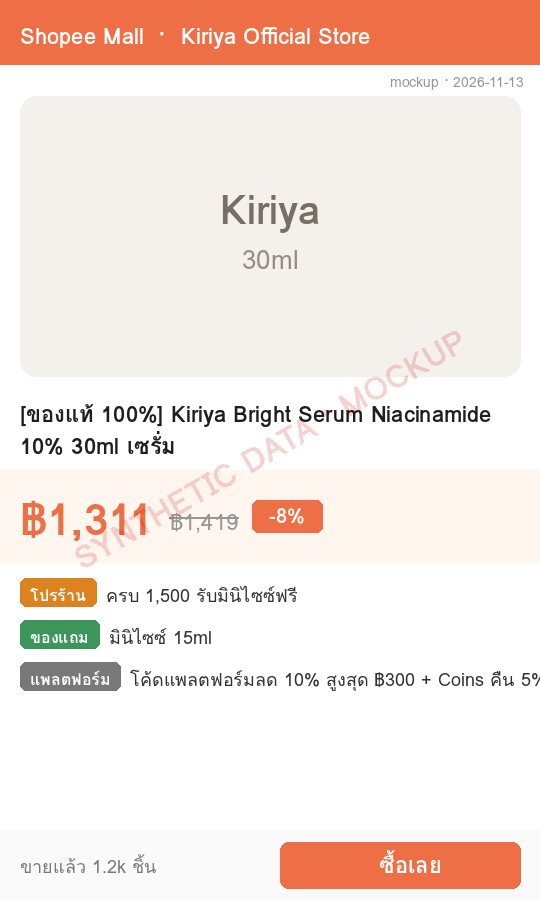 Shopee Mall · Kiriya Official Store
mockup · 2026-11-13
Kiriya
30ml
[ของแท้ 100%] Kiriya Bright Serum Niacinamide
10% 30ml เซรั่ม
฿1,311 ฿1,419 -8%
SYNTHETIC DATA · MOCKUP
โปรร้าน ครบ 1,500 รับมินิไซซ์ฟรี
ของแถม มินิไซซ์ 15ml
แพลตฟอร์ม โค้ดแพลตฟอร์มลด 10% สูงสุด ฿300 + Coins คืน 5%
ขายแล้ว 1.2k ชิ้น ซื้อเลย